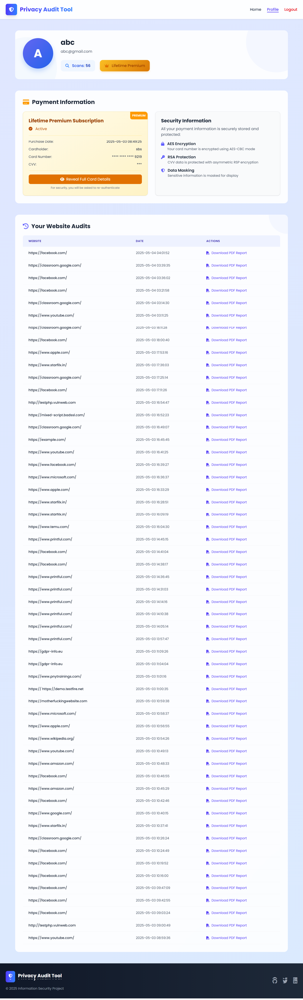 Privacy Audit Tool
Home Profile Logout
A
abc
abc@gmail.com
Scans: 56 Lifetime Premium
Payment Information
PREMIUM
Lifetime Premium Subscription
Active
Purchase Date: 2025-05-03 08:49:25
Cardholder: sbs
Card Number: **** **** **** 9219
CVV: ***
Reveal Full Card Details
For security, you will be asked to re-authenticate
Security Information
All your payment information is securely stored and
protected:
AES Encryption
Your card number is encrypted using AES-CBC mode
RSA Protection
CVV data is protected with asymmetric RSP encryption
Data Masking
Sensitive information is masked for display
Your Website Audits
WEBSITE DATE ACTIONS
https://facebook.com/ 2025-05-04 04:01:52 Download PDF Report
https://classroom.google.com/ 2025-05-04 03:39:35 Download PDF Report
https://facebook.com/ 2025-05-04 03:36:02 Download PDF Report
https://facebook.com/ 2025-05-04 03:21:58 Download PDF Report
https://classroom.google.com/ 2025-05-04 03:14:30 Download PDF Report
https://www.youtube.com/ 2025-05-04 03:11:25 Download PDF Report
https://classroom.google.com/ 2025-05-03 18:11:28 Download PDF Report
https://facebook.com/ 2025-05-03 18:00:40 Download PDF Report
https://www.apple.com/ 2025-05-03 17:53:16 Download PDF Report
https://www.starfilx.in/ 2025-05-03 17:36:03 Download PDF Report
https://classroom.google.com/ 2025-05-03 17:25:14 Download PDF Report
https://facebook.com/ 2025-05-03 17:11:26 Download PDF Report
http://testphp.vulnweb.com 2025-05-03 16:54:47 Download PDF Report
https://mixed-script.badssl.com/ 2025-05-03 16:52:23 Download PDF Report
https://classroom.google.com/ 2025-05-03 16:49:07 Download PDF Report
https://example.com/ 2025-05-03 16:45:45 Download PDF Report
https://www.youtube.com/ 2025-05-03 16:41:25 Download PDF Report
https://www.facebook.com/ 2025-05-03 16:39:27 Download PDF Report
https://www.microsoft.com/ 2025-05-03 16:36:37 Download PDF Report
https://www.apple.com/ 2025-05-03 16:33:29 Download PDF Report
https://www.starfilx.in/ 2025-05-03 16:28:51 Download PDF Report
https://www.starfilx.in/ 2025-05-03 16:09:19 Download PDF Report
https://www.temu.com/ 2025-05-03 16:04:30 Download PDF Report
https://www.printful.com/ 2025-05-03 14:45:15 Download PDF Report
https://facebook.com/ 2025-05-03 14:41:04 Download PDF Report
https://facebook.com/ 2025-05-03 14:38:17 Download PDF Report
https://www.printful.com/ 2025-05-03 14:36:45 Download PDF Report
https://www.printful.com/ 2025-05-03 14:31:03 Download PDF Report
https://www.printful.com/ 2025-05-03 14:14:16 Download PDF Report
https://www.printful.com/ 2025-05-03 14:10:38 Download PDF Report
https://www.printful.com/ 2025-05-03 14:05:14 Download PDF Report
https://www.printful.com/ 2025-05-03 13:57:47 Download PDF Report
https://gdpr-info.eu 2025-05-03 11:09:26 Download PDF Report
https://gdpr-info.eu 2025-05-03 11:04:04 Download PDF Report
https://www.pnytrainings.com/ 2025-05-03 11:01:16 Download PDF Report
https:// https://demo.testfire.net 2025-05-03 11:00:35 Download PDF Report
https://motherfuckingwebsite.com 2025-05-03 10:59:38 Download PDF Report
https://www.microsoft.com/ 2025-05-03 10:58:37 Download PDF Report
https://www.apple.com/ 2025-05-03 10:56:55 Download PDF Report
https://www.wikipedia.org/ 2025-05-03 10:54:26 Download PDF Report
https://www.youtube.com/ 2025-05-03 10:49:13 Download PDF Report
https://www.amazon.com/ 2025-05-03 10:48:33 Download PDF Report
https://facebook.com/ 2025-05-03 10:46:55 Download PDF Report
https://www.amazon.com/ 2025-05-03 10:45:29 Download PDF Report
https://facebook.com/ 2025-05-03 10:42:46 Download PDF Report
https://www.google.com/ 2025-05-03 10:40:15 Download PDF Report
https://www.starfilx.in/ 2025-05-03 10:37:41 Download PDF Report
https://classroom.google.com/ 2025-05-03 10:26:24 Download PDF Report
https://facebook.com/ 2025-05-03 10:24:49 Download PDF Report
https://facebook.com/ 2025-05-03 10:19:52 Download PDF Report
https://facebook.com/ 2025-05-03 10:16:00 Download PDF Report
https://facebook.com/ 2025-05-03 09:47:09 Download PDF Report
https://facebook.com/ 2025-05-03 09:42:55 Download PDF Report
https://facebook.com/ 2025-05-03 09:03:24 Download PDF Report
http://testphp.vulnweb.com 2025-05-03 09:00:49 Download PDF Report
https://www.youtube.com/ 2025-05-03 08:59:36 Download PDF Report
Privacy Audit Tool
© 2025 Information Security Project